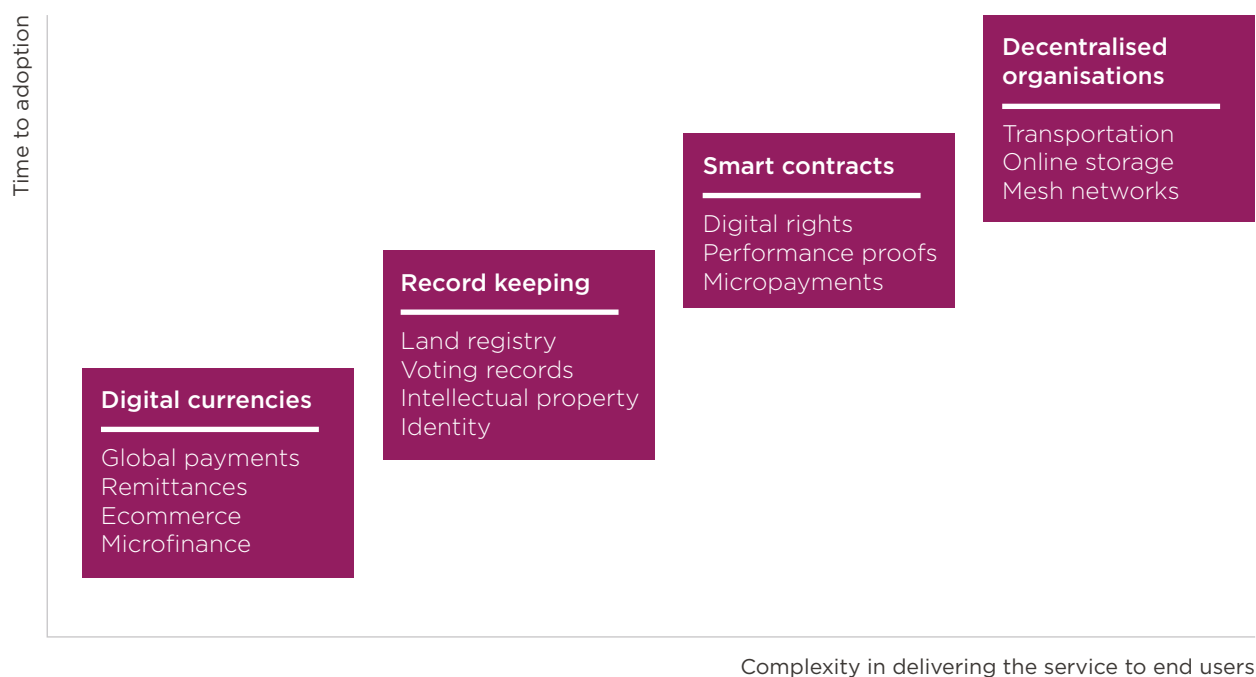 Time to adoption
Decentralised
organisations
Transportation
Online storage
Mesh networks
Smart contracts
Digital rights
Performance proofs
Micropayments
Record keeping
Land registry
Voting records
Intellectual property
Identity
Digital currencies
Global payments
Remittances
Ecommerce
Microfinance
Complexity in delivering the service to end users